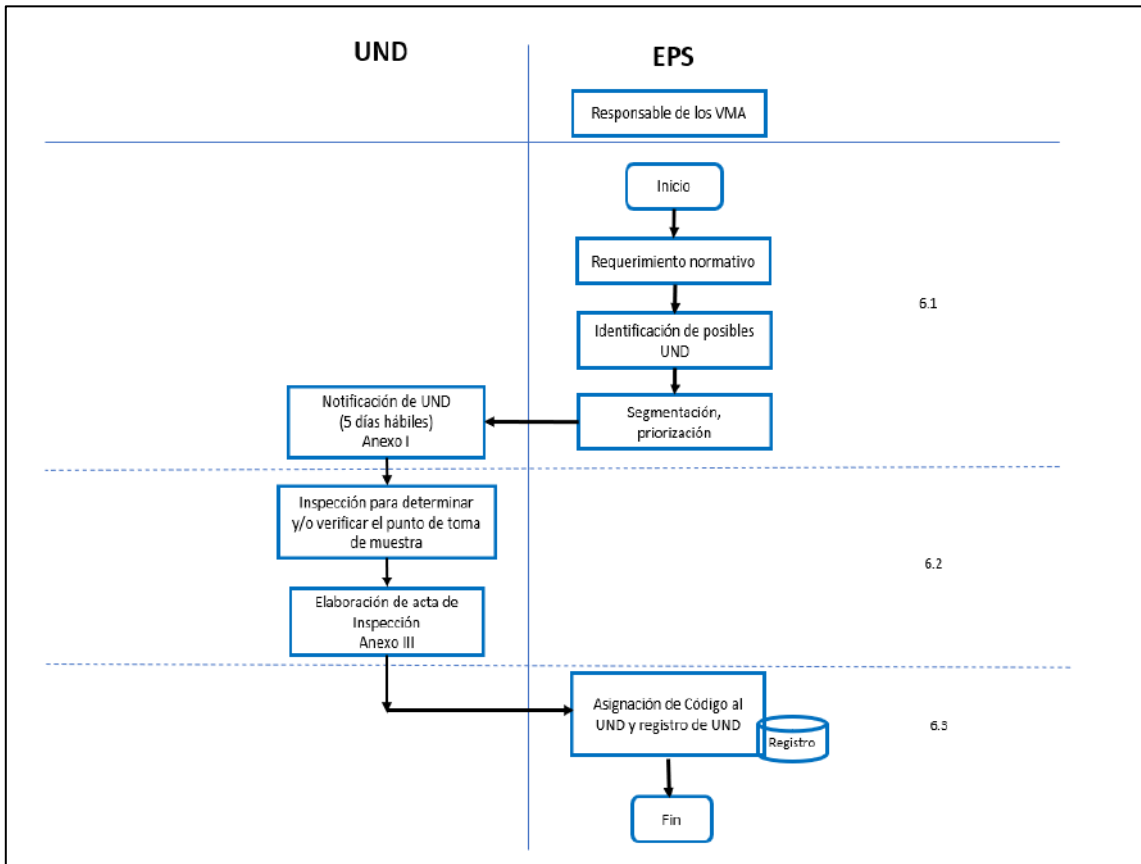 UND
EPS
Responsable de los VMA
Inicio
Requerimiento normativo
6.1
Identificación de posibles
UND
Notificación de UND
(5 días hábiles)
Anexo I
Segmentación,
priorización
Inspección para determinar
y/o verificar el punto de toma
de muestra
6.2
Elaboración de acta de
Inspección
Anexo III
Asignación de Código al
UND y registro de UND
Registro
6.3
Fin